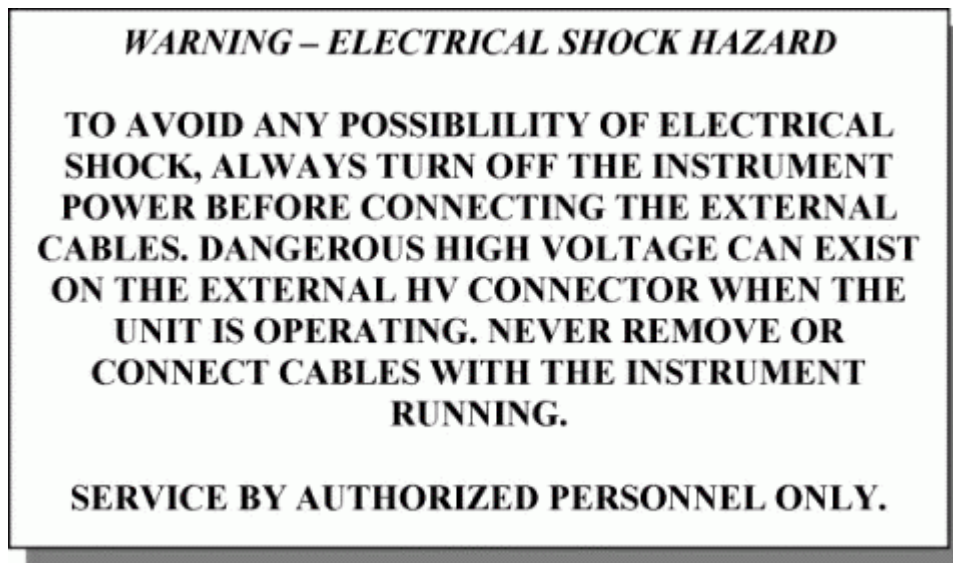 WARNING – ELECTRICAL SHOCK HAZARD
TO AVOID ANY POSSIBLILITY OF ELECTRICAL
SHOCK, ALWAYS TURN OFF THE INSTRUMENT
POWER BEFORE CONNECTING THE EXTERNAL
CABLES. DANGEROUS HIGH VOLTAGE CAN EXIST
ON THE EXTERNAL HV CONNECTOR WHEN THE
UNIT IS OPERATING. NEVER REMOVE OR
CONNECT CABLES WITH THE INSTRUMENT
RUNNING.
SERVICE BY AUTHORIZED PERSONNEL ONLY.